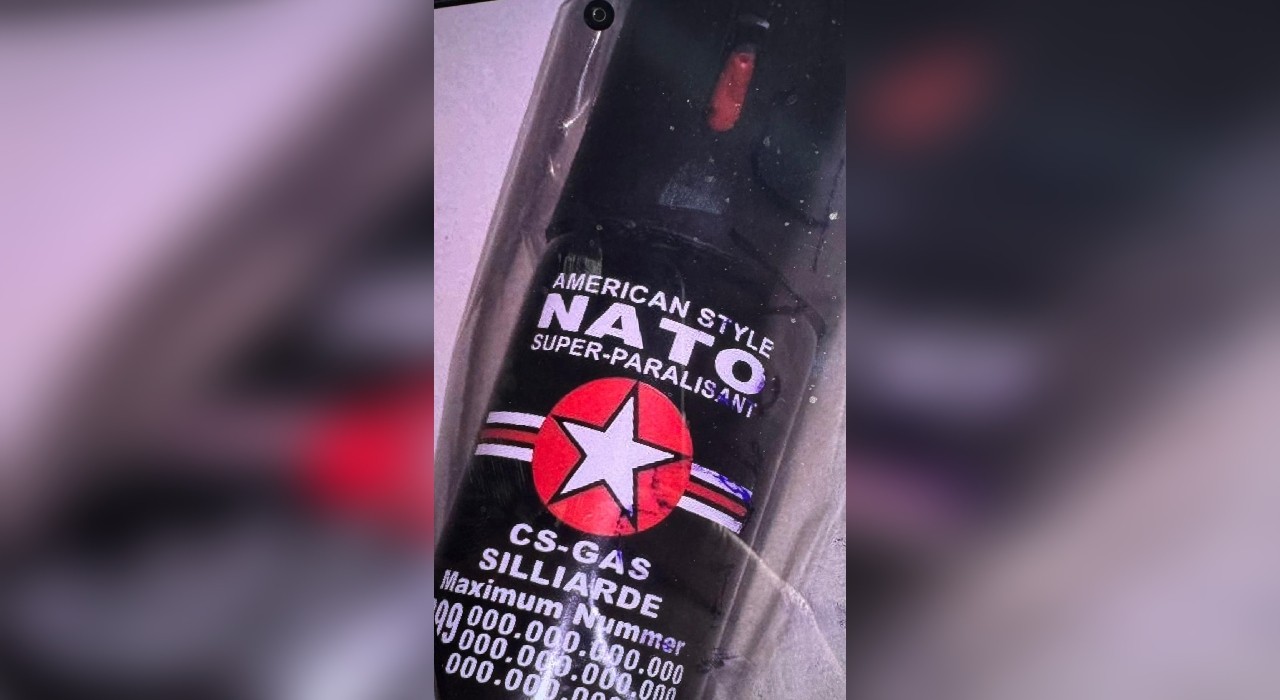 AMERICAN STYLE
NATO
SUPER-PARALISANT
CS-GAS
SILLIARDE
Maximum Nummer
99 000.000.000.000
000.000.000.000